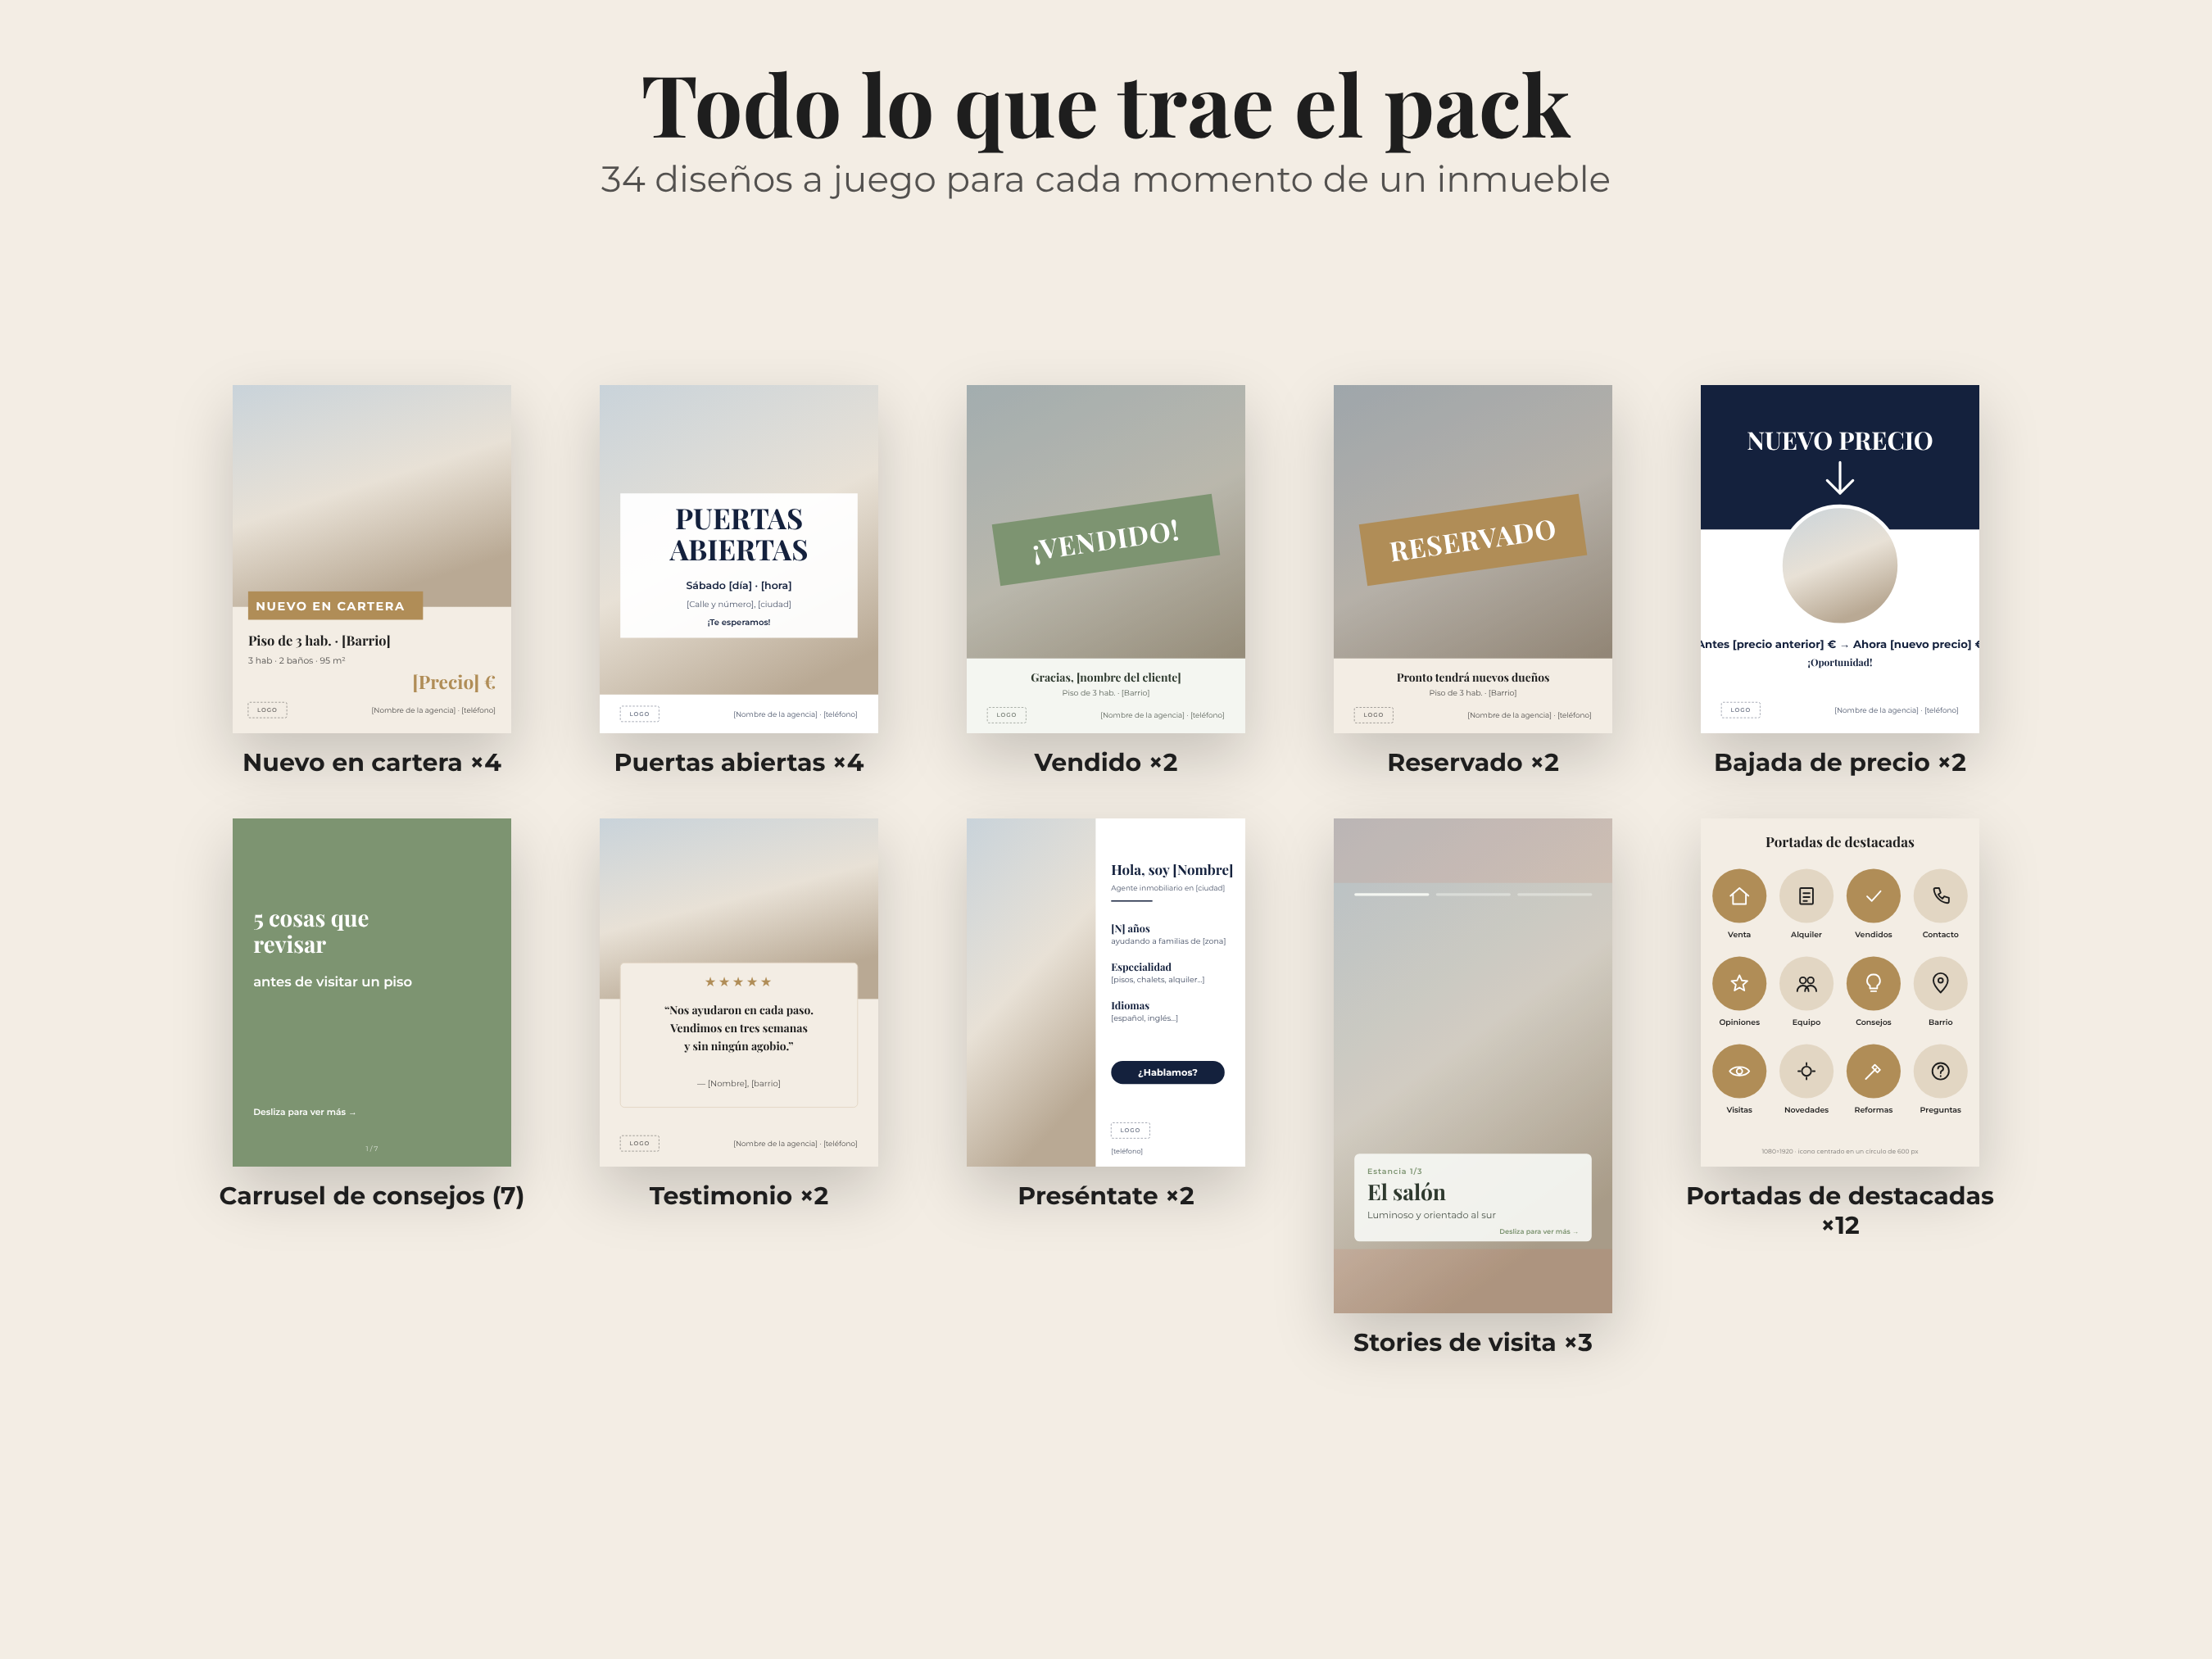 Todo lo que trae el pack
34 diseños a juego para cada momento de un inmueble
NUEVO EN CARTERA
Piso de 3 hab. · [Barrio]
3 hab · 2 baños · 95 m²
[Precio] €
LOGO
[Nombre de la agencia] · [teléfono]
Nuevo en cartera ×4
PUERTAS
ABIERTAS
Sábado [día] · [hora]
[Calle y número], [ciudad]
¡Te esperamos!
LOGO
[Nombre de la agencia] · [teléfono]
Puertas abiertas ×4
¡VENDIDO!
Gracias, [nombre del cliente]
Piso de 3 hab. · [Barrio]
LOGO
[Nombre de la agencia] · [teléfono]
Vendido ×2
RESERVADO
Pronto tendrá nuevos dueños
Piso de 3 hab. · [Barrio]
LOGO
[Nombre de la agencia] · [teléfono]
Reservado ×2
NUEVO PRECIO
Antes [precio anterior] € → Ahora [nuevo precio] €
¡Oportunidad!
LOGO
[Nombre de la agencia] · [teléfono]
Bajada de precio ×2
5 cosas que
revisar
antes de visitar un piso
Desliza para ver más →
1 / 7
Carrusel de consejos (7)
★★★★★
“Nos ayudaron en cada paso.
Vendimos en tres semanas
y sin ningún agobio.”
— [Nombre], [barrio]
LOGO
[Nombre de la agencia] · [teléfono]
Testimonio ×2
Hola, soy [Nombre]
Agente inmobiliario en [ciudad]
[N] años
ayudando a familias de [zona]
Especialidad
[pisos, chalets, alquiler...]
Idiomas
[español, inglés...]
¿Hablamos?
LOGO
[teléfono]
Preséntate ×2
Estancia 1/3
El salón
Luminoso y orientado al sur
Desliza para ver más →
Stories de visita ×3
Portadas de destacadas
Venta
Alquiler
Vendidos
Contacto
Opiniones
Equipo
Consejos
Barrio
Visitas
Novedades
Reformas
Preguntas
1080×1920 · icono centrado en un círculo de 600 px
Portadas de destacadas
×12